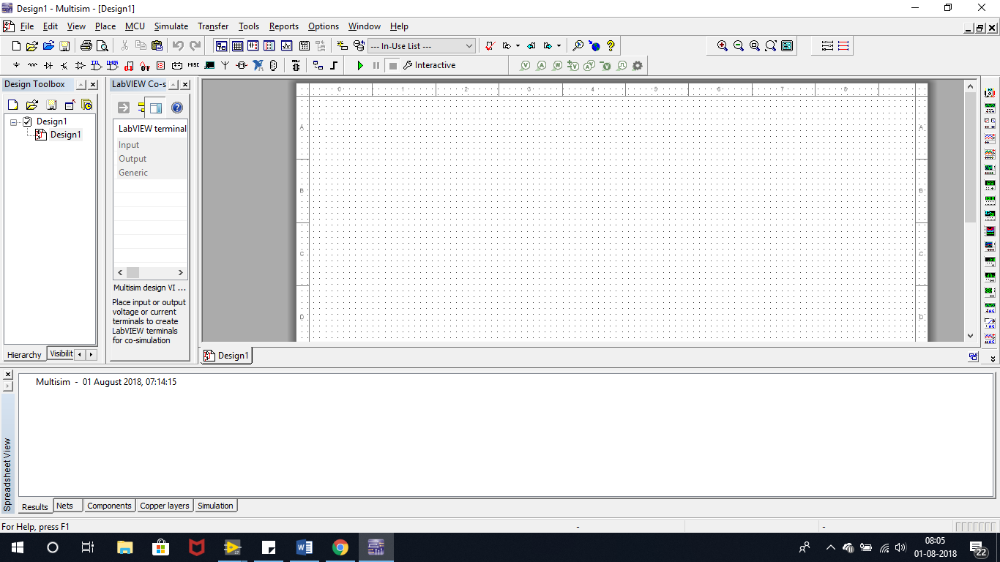 Design1 - Multisim - [Design1]
File Edit View Place MCU Simulate Transfer Tools Reports Options Window Help
--- In-Use List ---
MISC Interactive
Design Toolbox
LabVIEW Co-s
Design1
Design1
LabVIEW terminal
Input
Output
Generic
Multisim design VI ...
Place input or output
voltage or current
terminals to create
LabVIEW terminals
for co-simulation
Hierarchy Visibilit
0 1 2 3 4 5 6 7 8
A A
B B
C C
D D
Design1
Multisim - 01 August 2018, 07:14:15
Spreadsheet View
Results Nets Components Copper layers Simulation
For Help, press F1 - -
08:05
01-08-2018
22